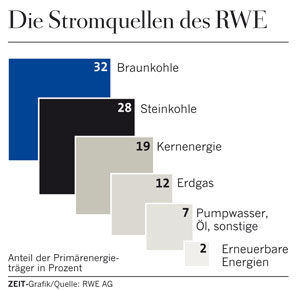 Die Stromquellen des RWE
32 Braunkohle
28 Steinkohle
19 Kernenergie
12 Erdgas
7 Pumpwasser,
Öl, sonstige
2 Erneuerbare
Energien
Anteil der Primärenergie-
träger in Prozent
ZEIT-Grafik/Quelle: RWE AG